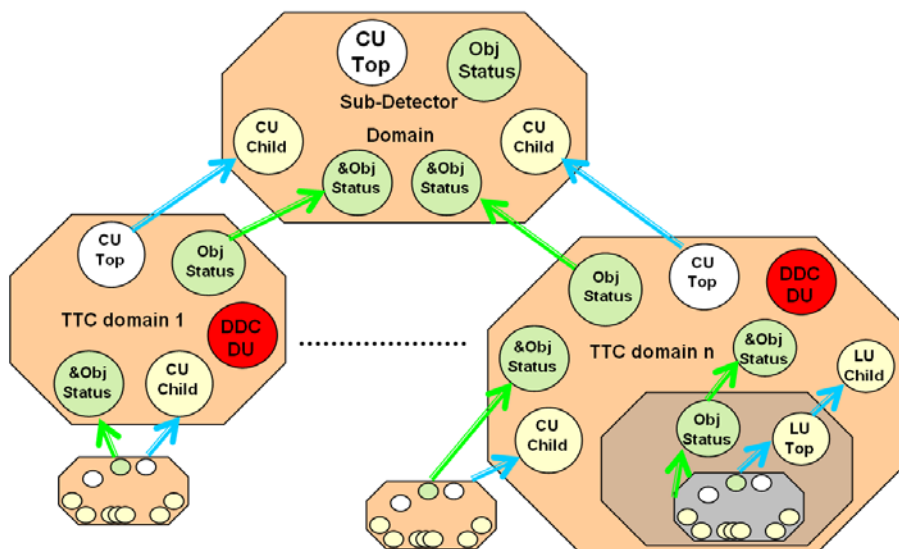 CU
Top
Obj
Status
Sub-Detector
CU
Child
Domain
CU
Child
&Obj
Status
&Obj
Status
CU
Top
Obj
Status
TTC domain 1
DDC
DU
&Obj
Status
CU
Child
Obj
Status
CU
Top
DDC
DU
&Obj
Status
TTC domain n
&Obj
Status
LU
Child
CU
Child
Obj
Status
LU
Top